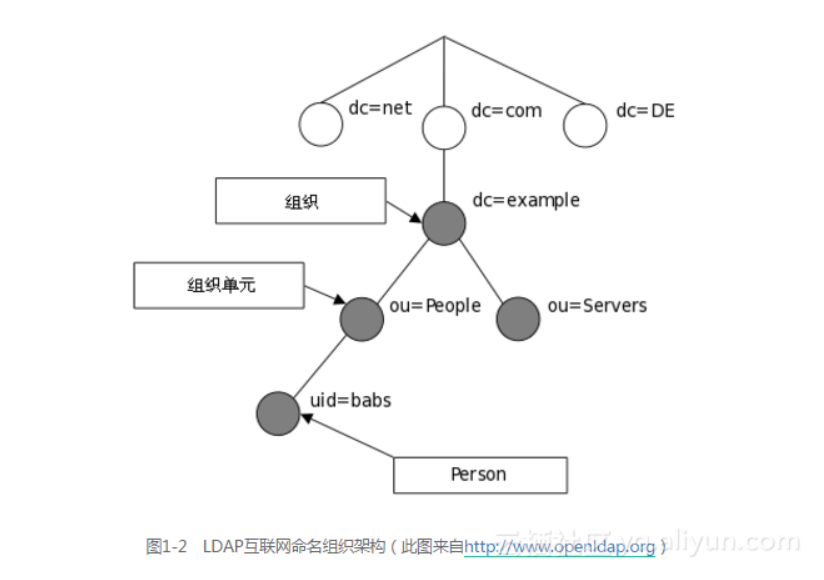 dc=net
dc=com
dc=DE
组织
dc=example
组织单元
ou=People
ou=Servers
uid=babs
Person
图1-2 LDAP互联网命名组织架构（此图来自http://www.openldap.org）
云栖社区 yq.aliyun.com